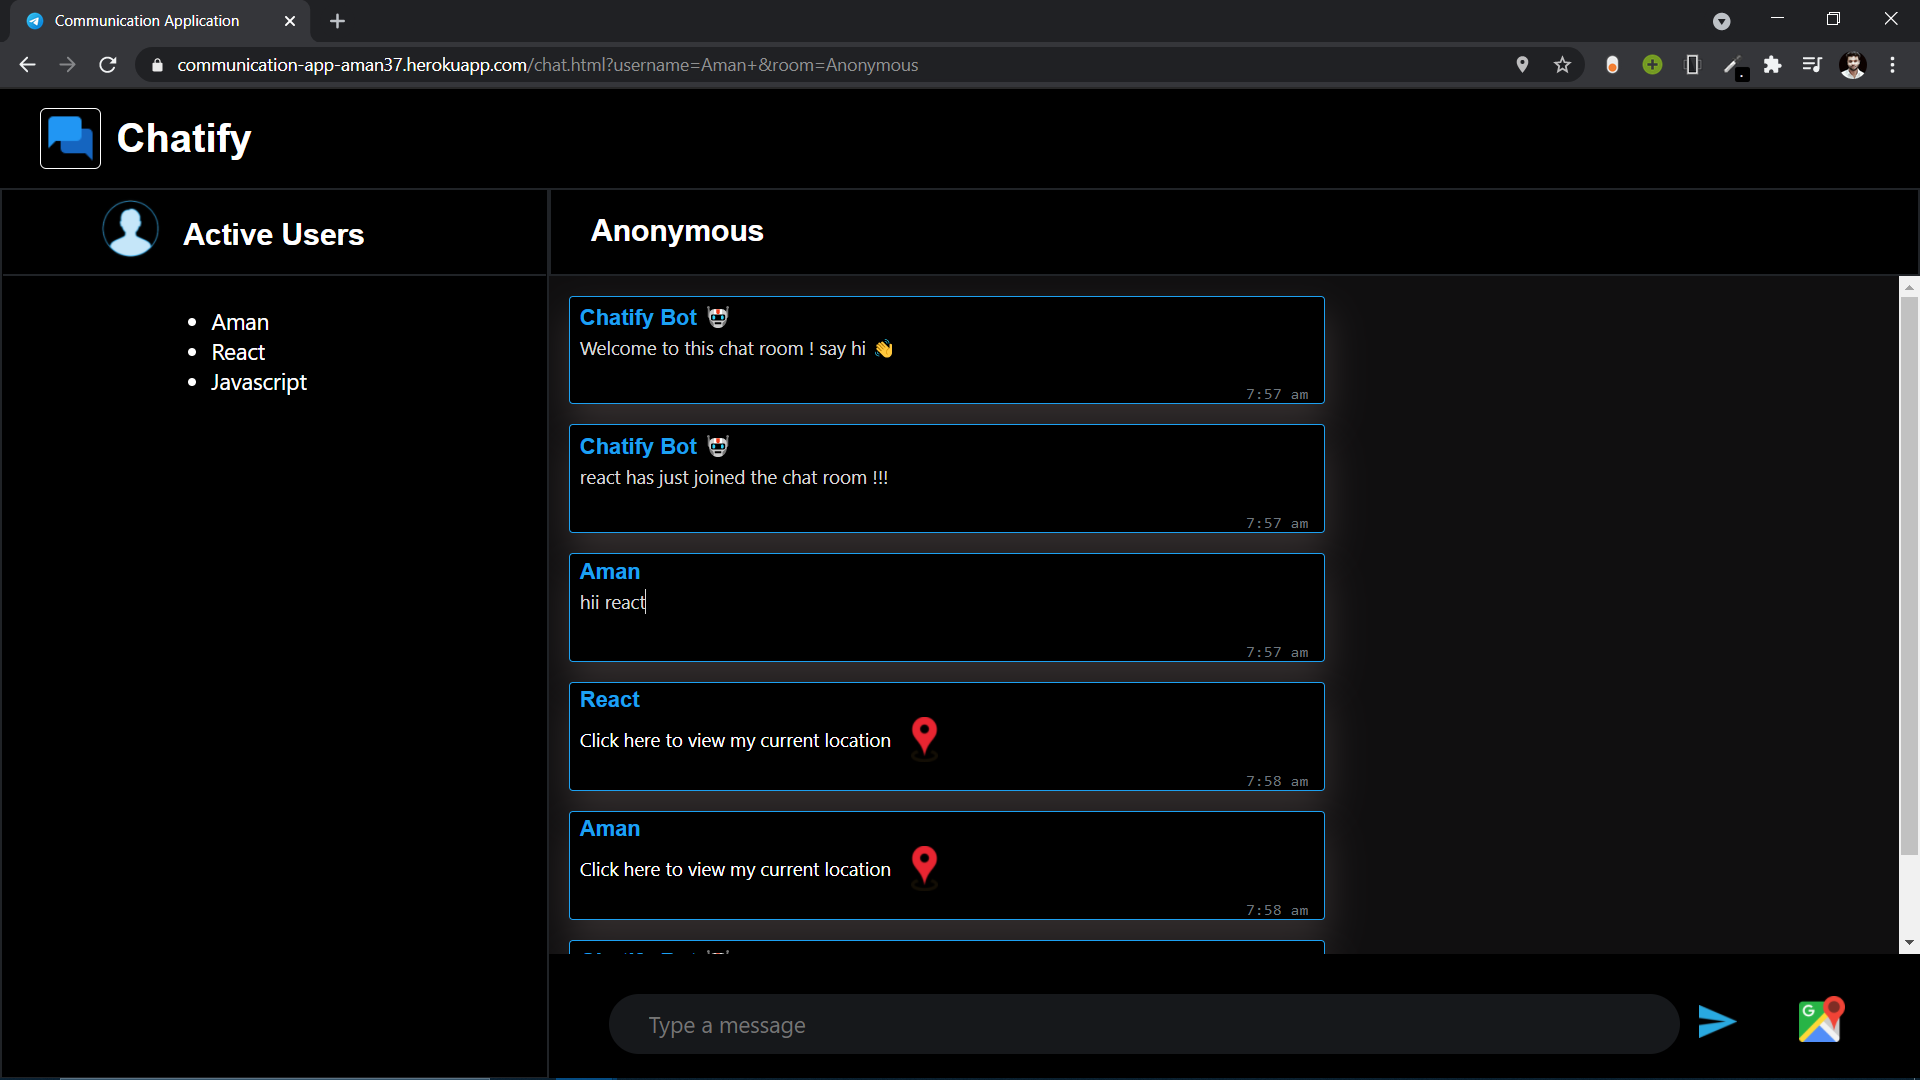 Communication Application
communication-app-aman37.herokuapp.com/chat.html?username=Aman+&room=Anonymous
Chatify
Active Users
Aman
React
Javascript
Anonymous
Chatify Bot 🤖
Welcome to this chat room ! say hi 👋
7:57 am
Chatify Bot 🤖
react has just joined the chat room !!!
7:57 am
Aman
hii react
7:57 am
React
Click here to view my current location
7:58 am
Aman
Click here to view my current location
7:58 am
Type a message
G